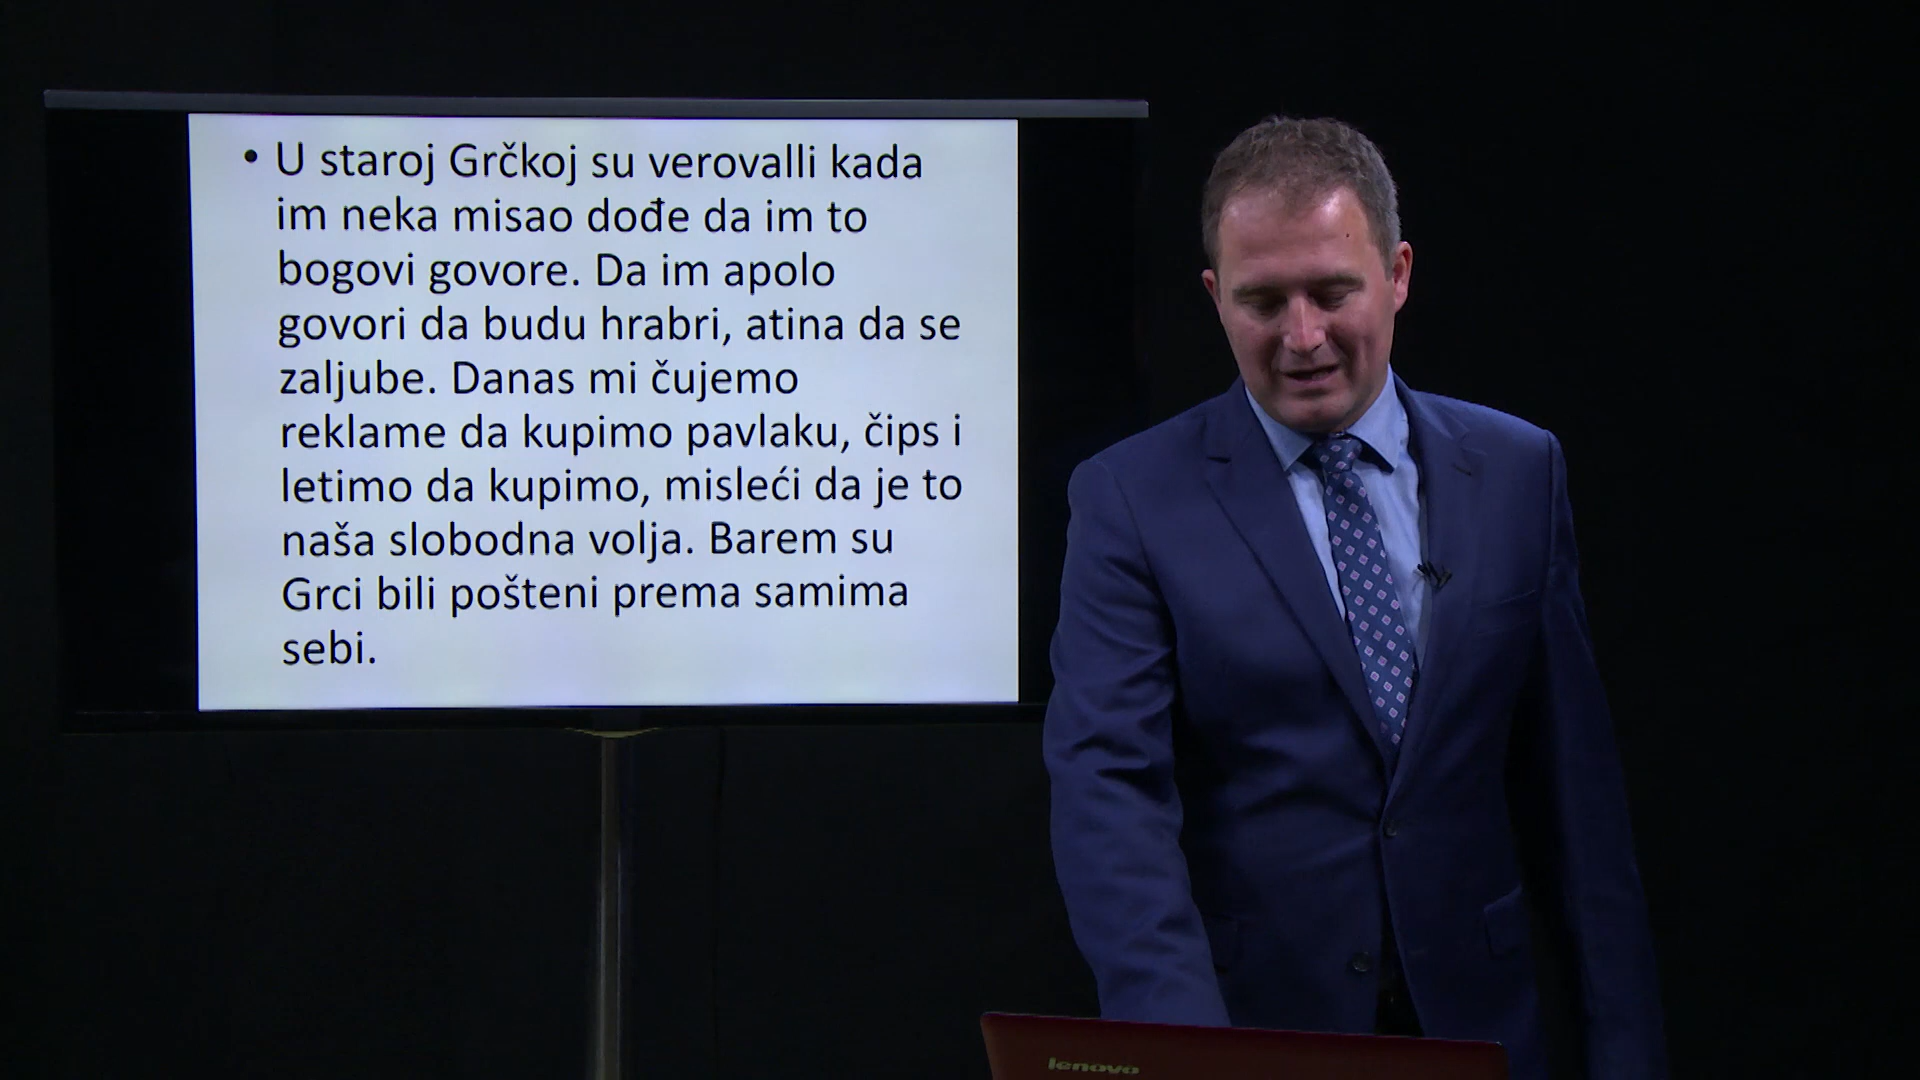 • U staroj Grčkoj su verovalli kada
im neka misao dođe da im to
bogovi govore. Da im apolo
govori da budu hrabri, atina da se
zaljube. Danas mi čujemo
reklame da kupimo pavlaku, čips i
letimo da kupimo, misleći da je to
naša slobodna volja. Barem su
Grci bili pošteni prema samima
sebi.
lenovo